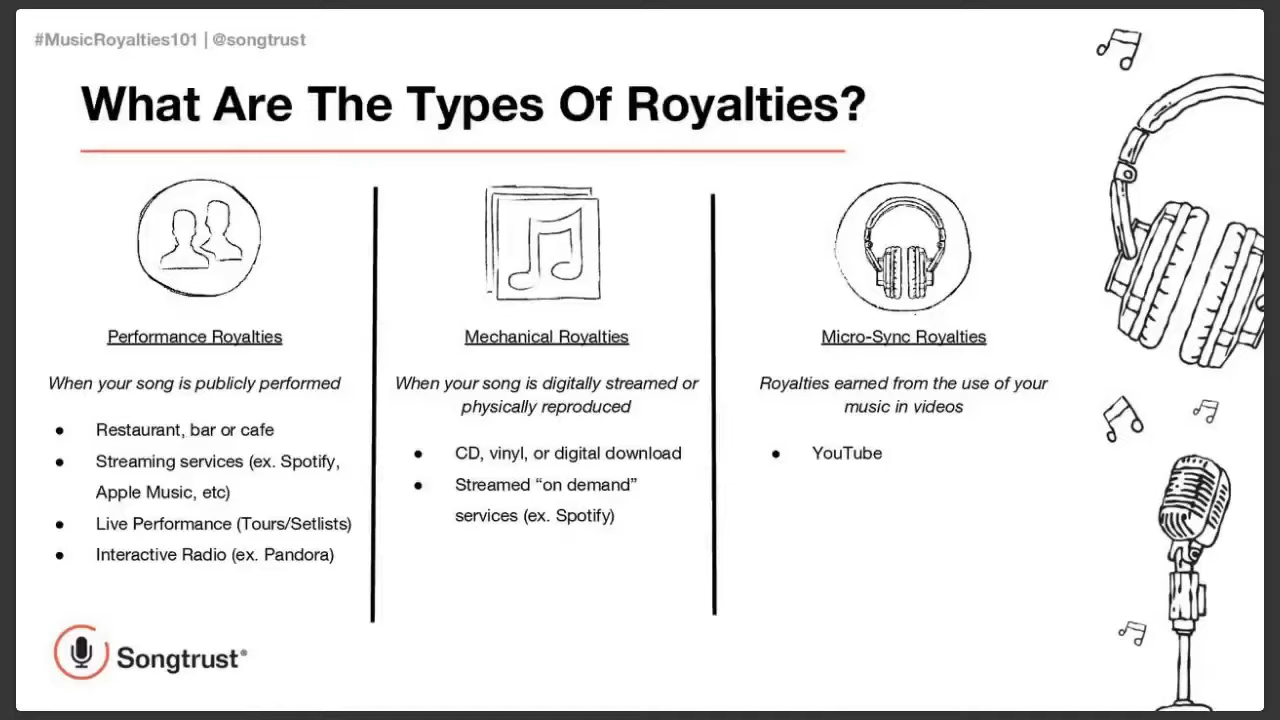 #MusicRoyalties101 | @songtrust
What Are The Types Of Royalties?
Performance Royalties
When your song is publicly performed
● Restaurant, bar or cafe
● Streaming services (ex. Spotify,
Apple Music, etc)
● Live Performance (Tours/Setlists)
● Interactive Radio (ex. Pandora)
Mechanical Royalties
When your song is digitally streamed or
physically reproduced
● CD, vinyl, or digital download
● Streamed “on demand”
services (ex. Spotify)
Micro-Sync Royalties
Royalties earned from the use of your
music in videos
● YouTube
Songtrust®